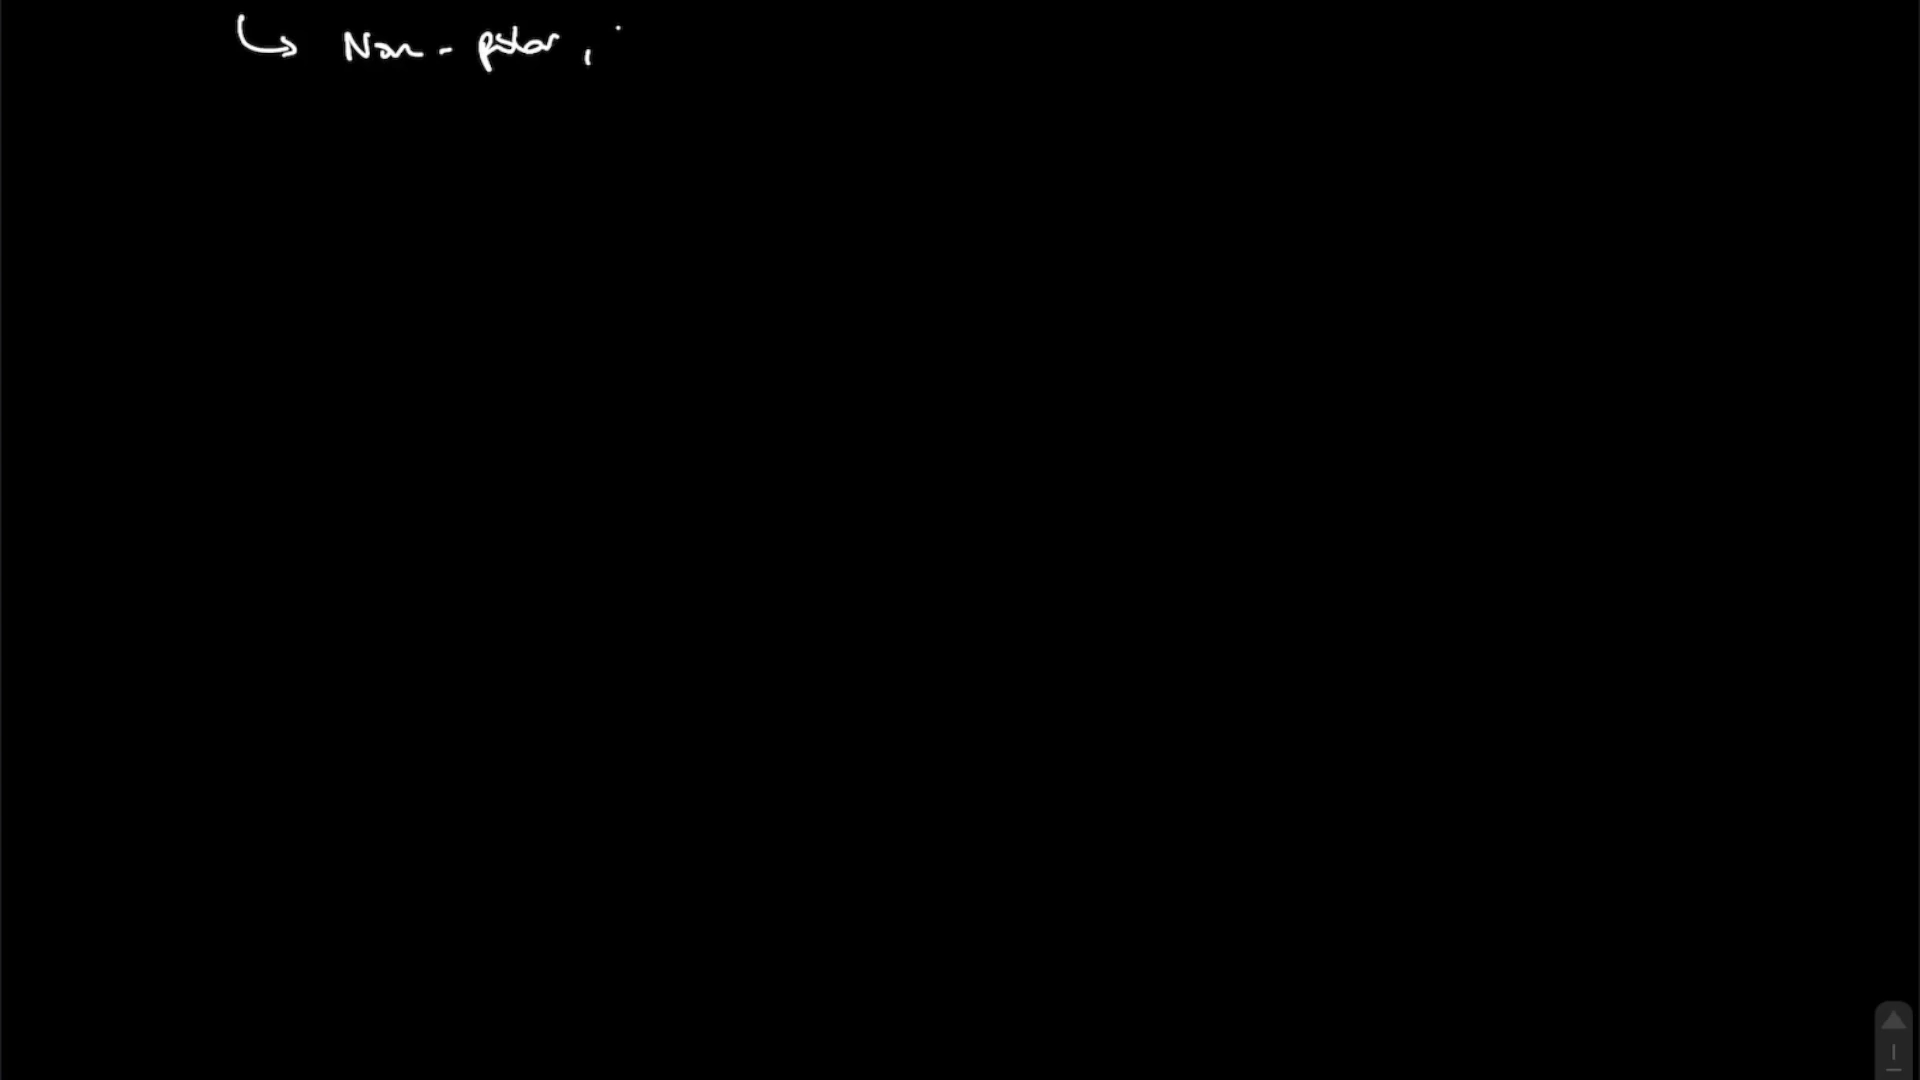 ↳ Non - polar ,